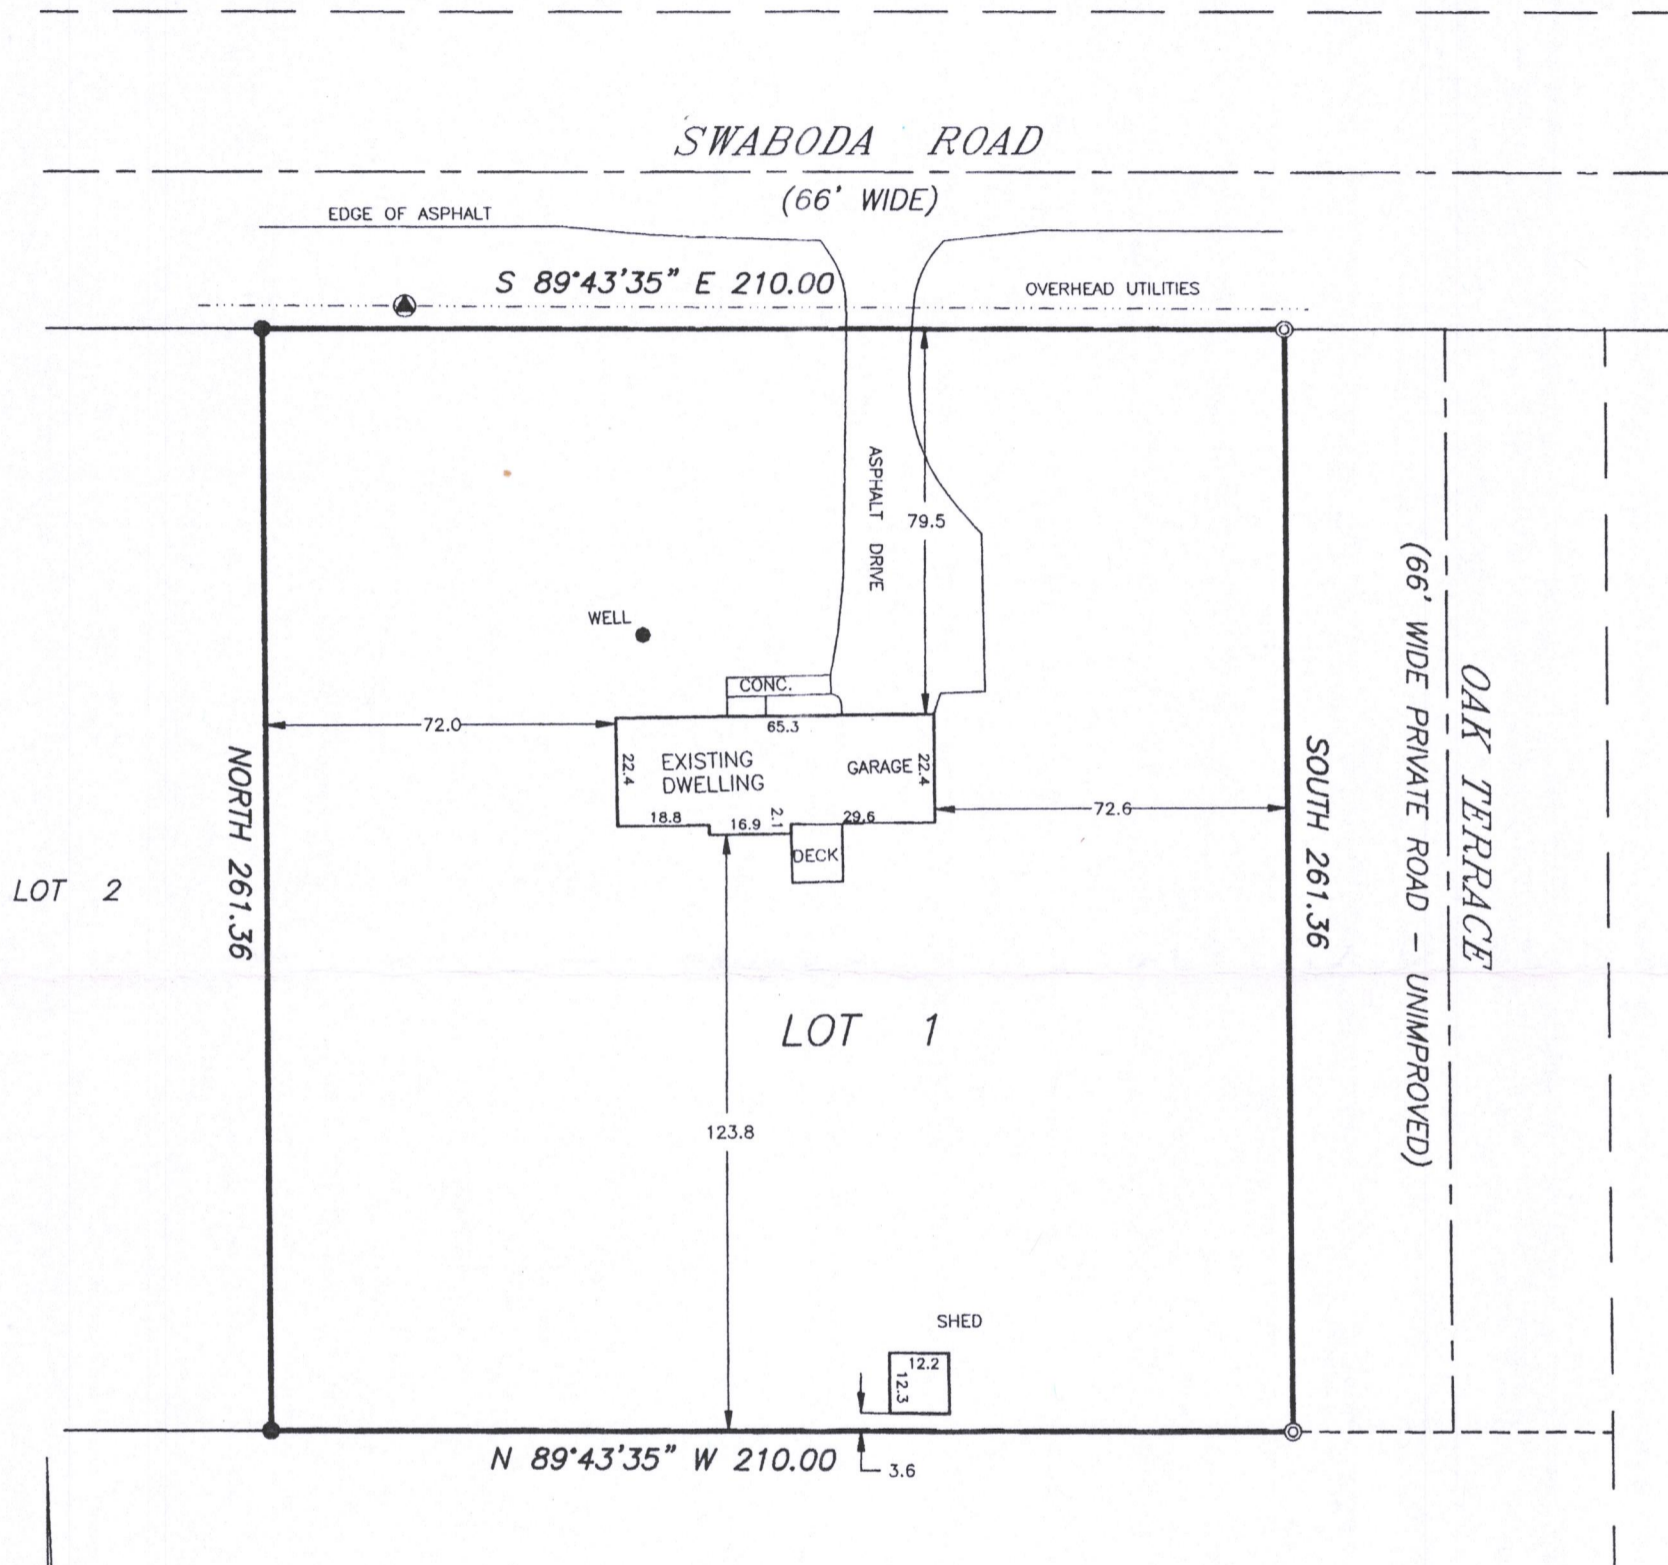 SWABODA ROAD
(66' WIDE)
EDGE OF ASPHALT
S 89°43'35" E 210.00
OVERHEAD UTILITIES
ASPHALT DRIVE
79.5
WELL
CONC.
72.0
65.3
22.4
EXISTING
DWELLING
GARAGE
22.4
72.6
18.8
16.9
2.1
29.6
DECK
NORTH 261.36
SOUTH 261.36
(66' WIDE PRIVATE ROAD - UNIMPROVED)
OAK TERRACE
LOT 2
LOT 1
123.8
SHED
12.2
12.3
N 89°43'35" W 210.00
3.6